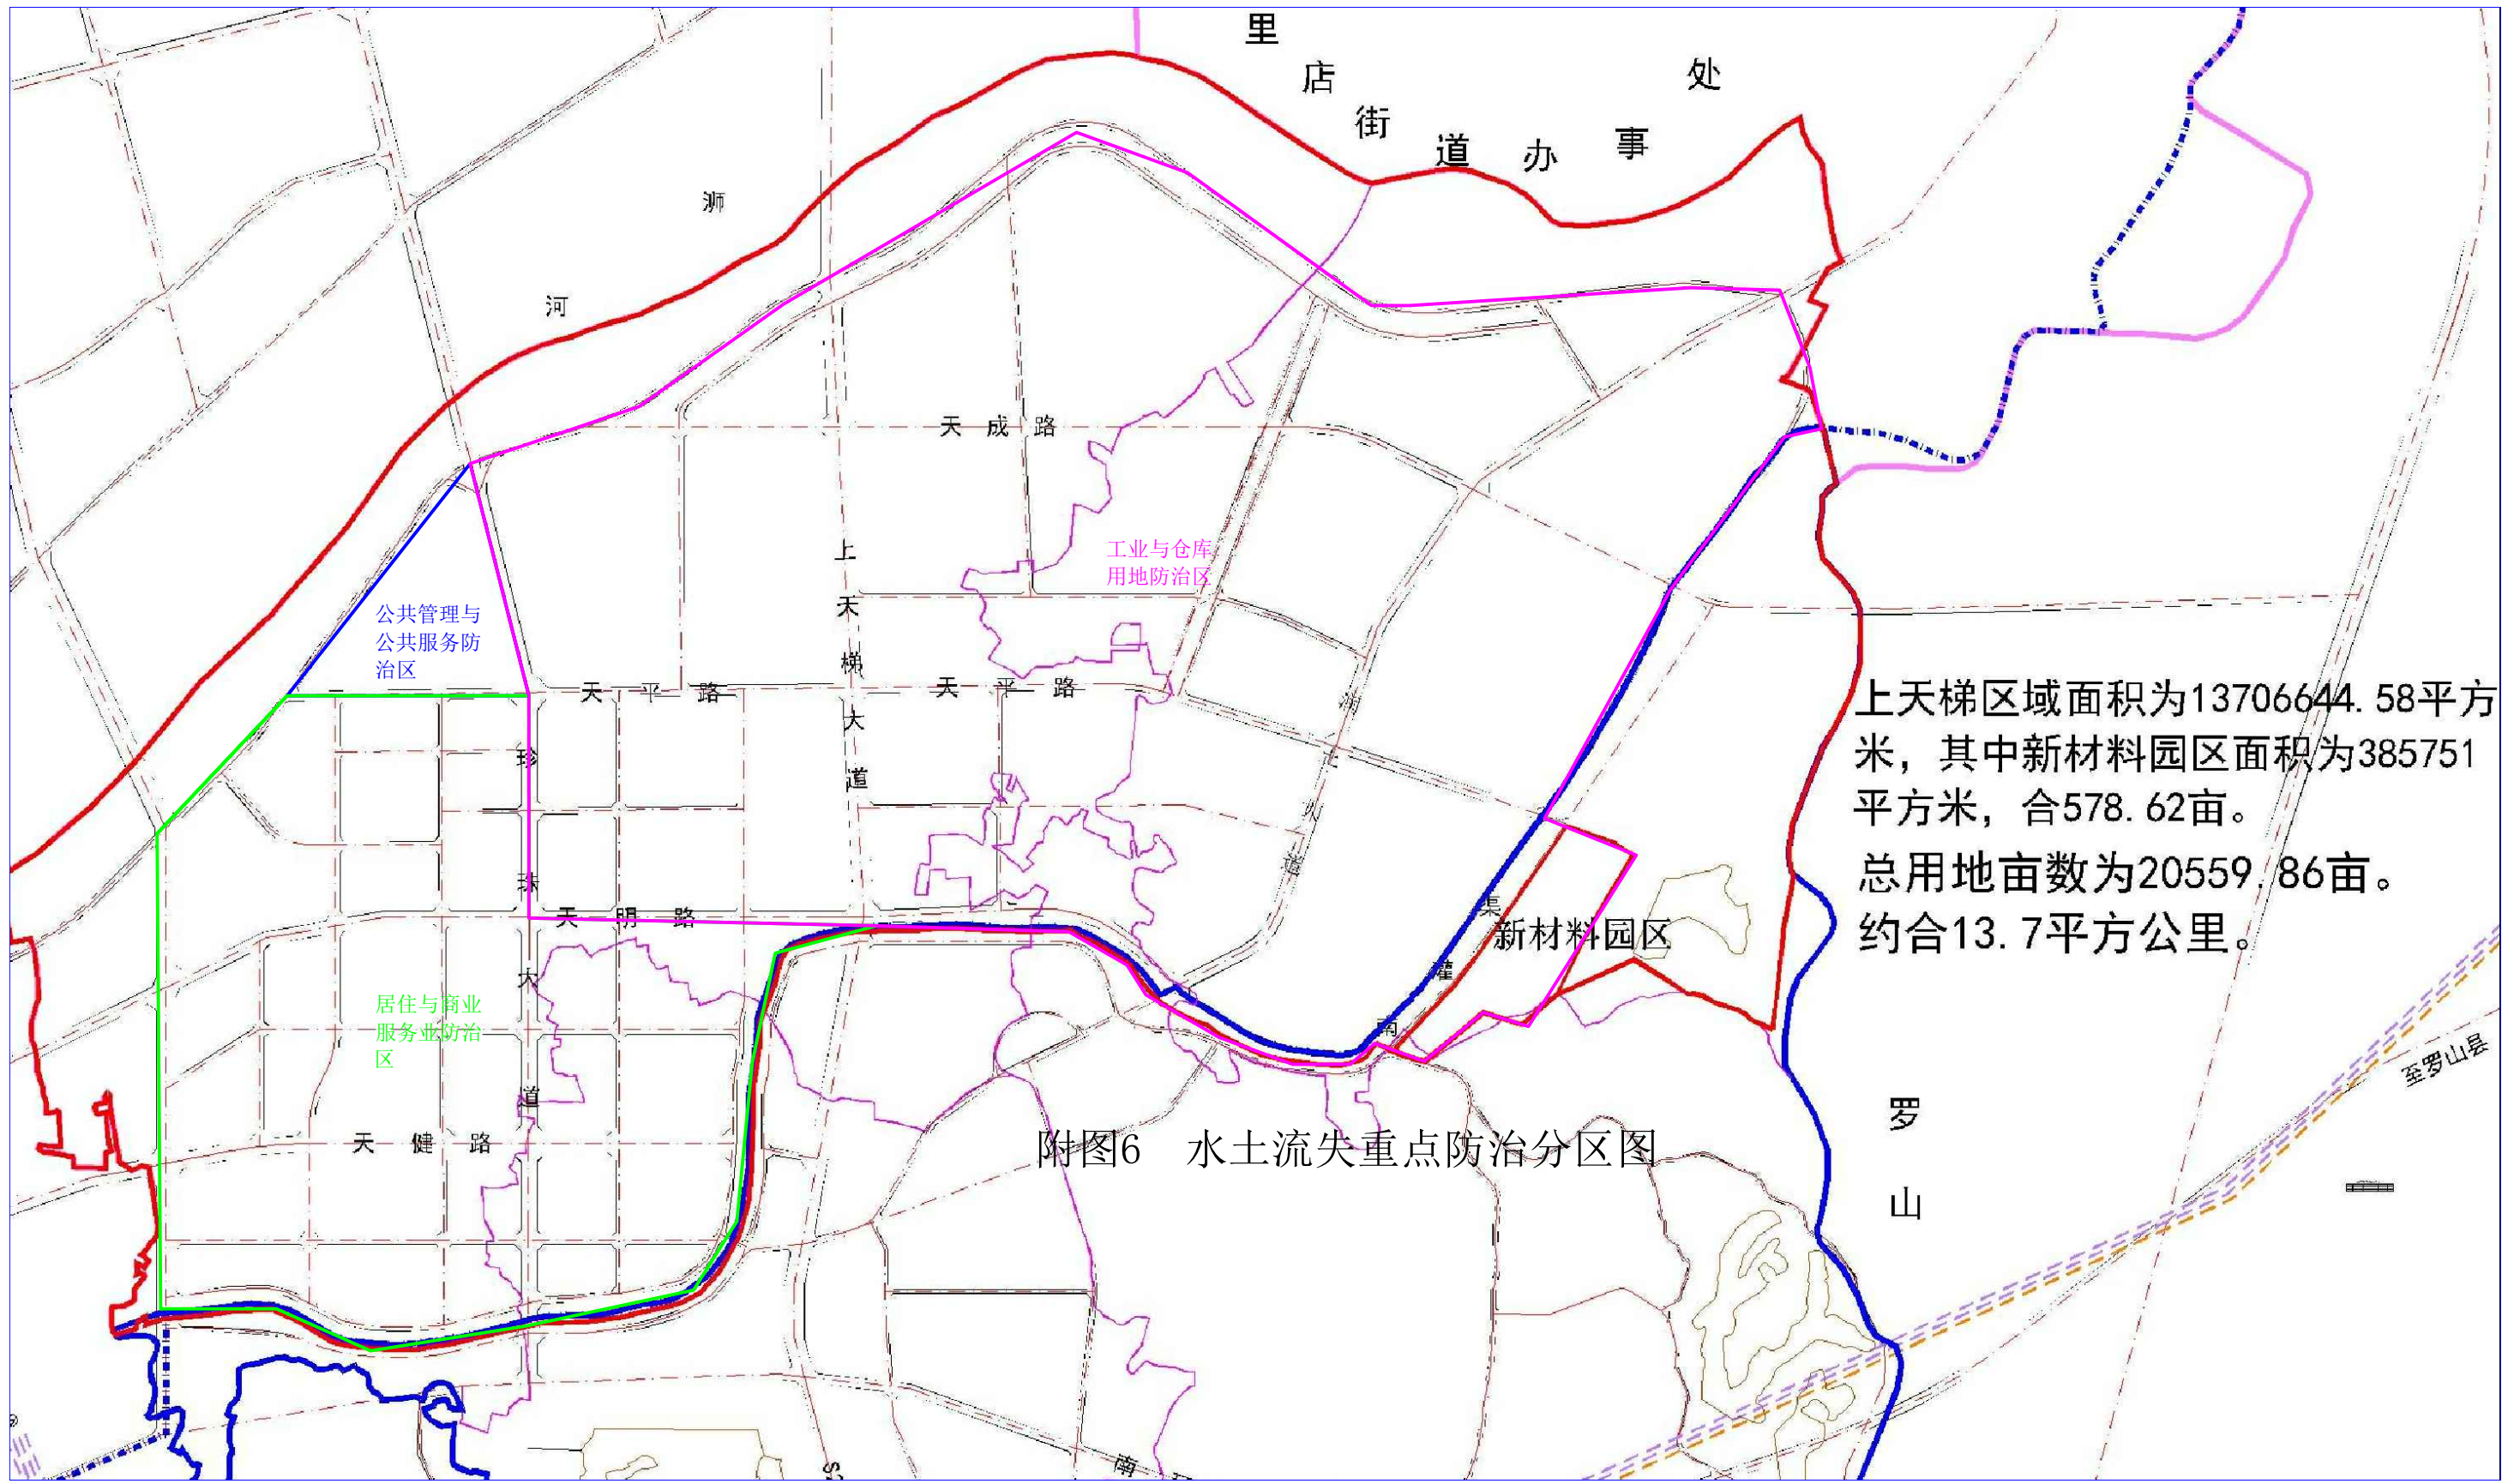 里店街道办事处
浉河
天成路
工业与仓库
用地防治区
上天梯大道
公共管理与
公共服务防
治区
天平路
天平路
珍珠大道
上天梯区域面积为13706644.58平方
米，其中新材料园区面积为385751
平方米，合578.62亩。
总用地亩数为20559.86亩。
约合13.7平方公里。
天明路
新材料园区
南灌渠
居住与商业
服务业防治
区
至罗山县
罗山
天健路
附图6 水土流失重点防治分区图
南